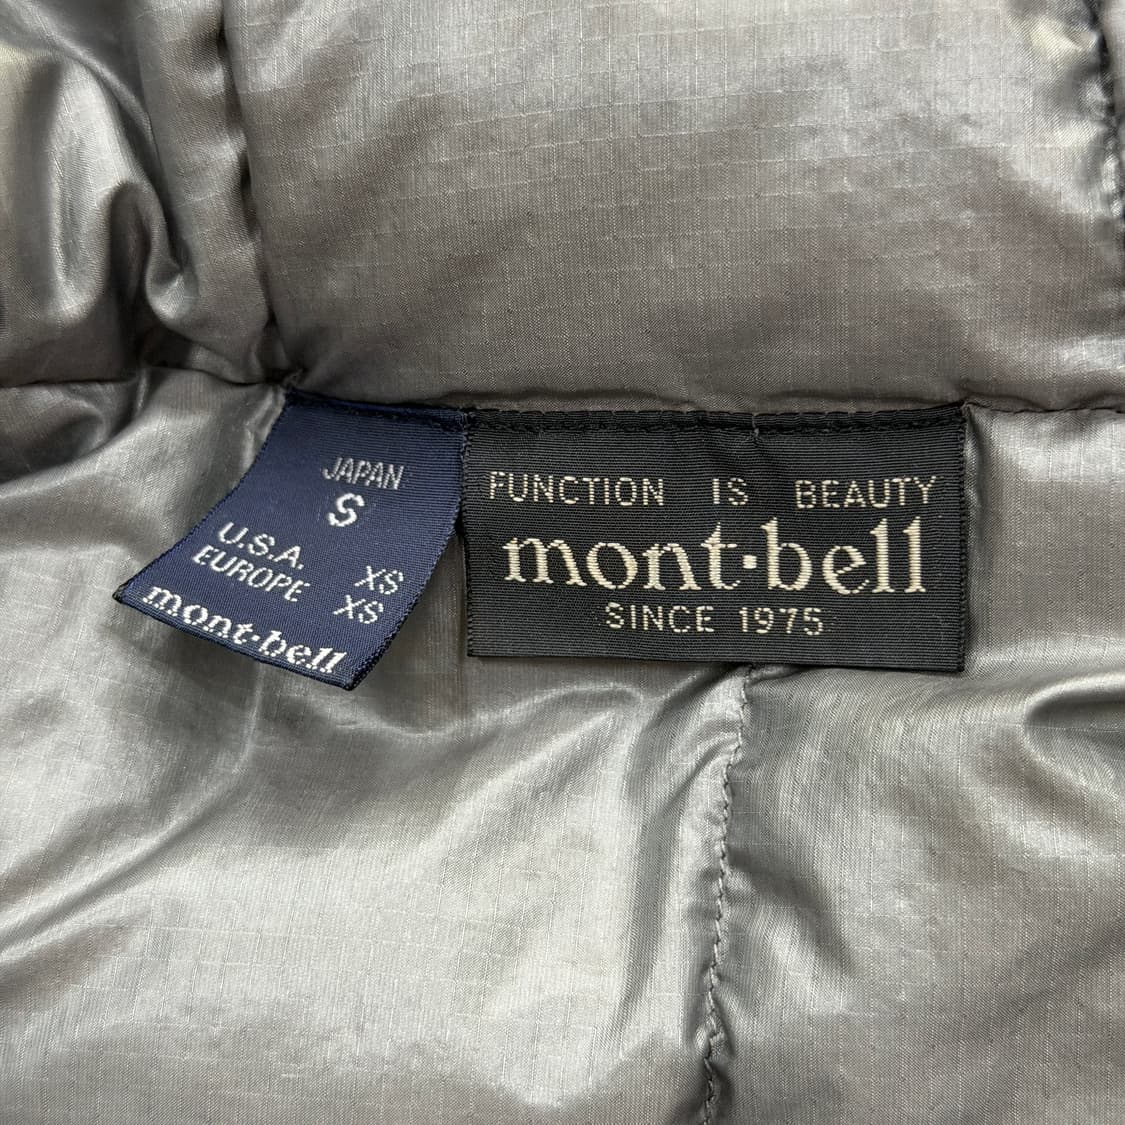 JAPAN
S
U.S.A. XS
EUROPE XS
mont·bell
FUNCTION IS BEAUTY
mont·bell
SINCE 1975